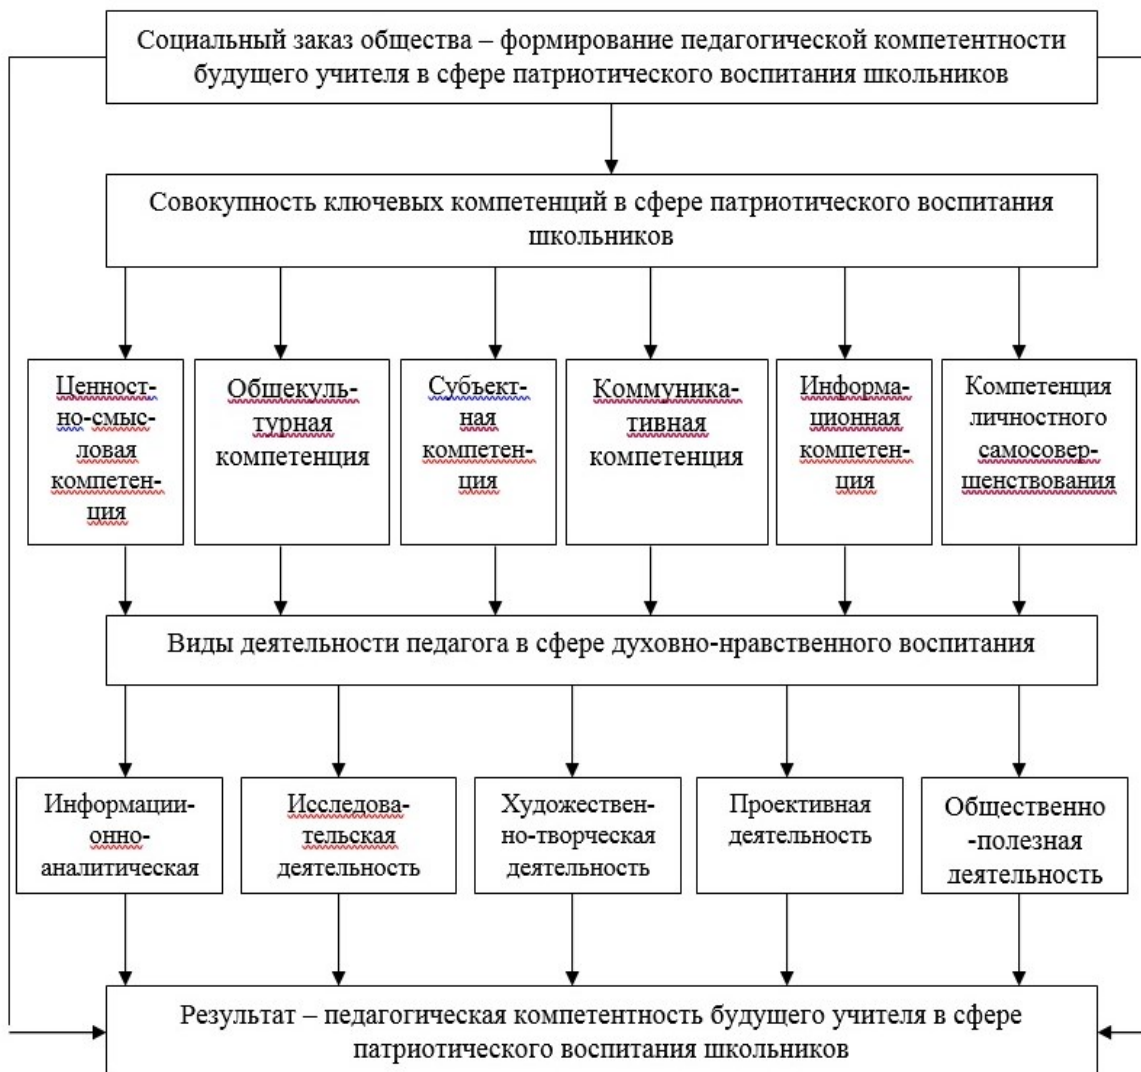 Социальный заказ общества – формирование педагогической компетентности
будущего учителя в сфере патриотического воспитания школьников
Совокупность ключевых компетенций в сфере патриотического воспитания
школьников
Ценност-
но-смыс-
ловая
компетен-
ция
Общекуль-
турная
компетенция
Субъект-
ная
компетен-
ция
Коммуника-
тивная
компетенция
Информа-
ционная
компетен-
ция
Компетенция
личностного
самосовер-
шенствования
Виды деятельности педагога в сфере духовно-нравственного воспитания
Информаци-
онно-
аналитическая
Исследова-
тельская
деятельность
Художествен-
но-творческая
деятельность
Проективная
деятельность
Общественно
-полезная
деятельность
Результат – педагогическая компетентность будущего учителя в сфере
патриотического воспитания школьников